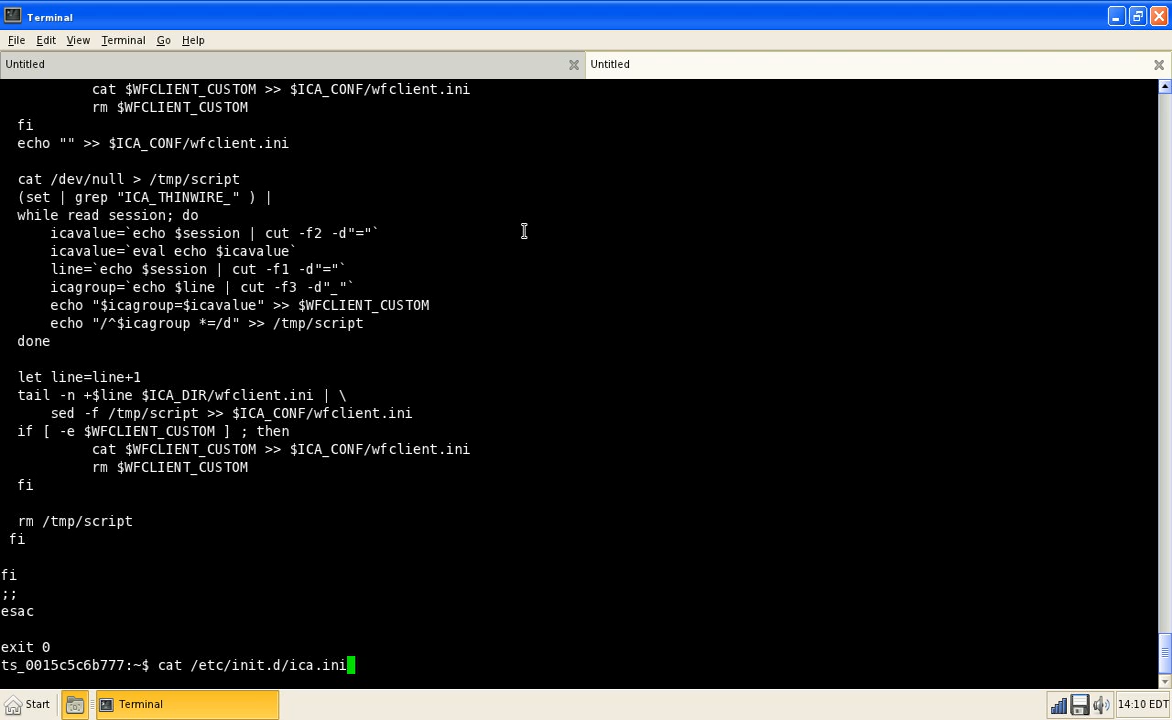 Terminal
File Edit View Terminal Go Help
Untitled Untitled
cat $WFCLIENT_CUSTOM >> $ICA_CONF/wfclient.ini
rm $WFCLIENT_CUSTOM
fi
echo "" >> $ICA_CONF/wfclient.ini
cat /dev/null > /tmp/script
(set | grep "ICA_THINWIRE_" ) |
while read session; do
icavalue=`echo $session | cut -f2 -d"="`
icavalue=`eval echo $icavalue`
line=`echo $session | cut -f1 -d"="`
icagroup=`echo $line | cut -f3 -d"_"`
echo "$icagroup=$icavalue" >> $WFCLIENT_CUSTOM
echo "/^$icagroup *=/d" >> /tmp/script
done
let line=line+1
tail -n +$line $ICA_DIR/wfclient.ini | \
sed -f /tmp/script >> $ICA_CONF/wfclient.ini
if [ -e $WFCLIENT_CUSTOM ] ; then
cat $WFCLIENT_CUSTOM >> $ICA_CONF/wfclient.ini
rm $WFCLIENT_CUSTOM
fi
rm /tmp/script
fi
fi
;;
esac
exit 0
ts_0015c5c6b777:~$ cat /etc/init.d/ica.ini
Start Terminal 14:10 EDT